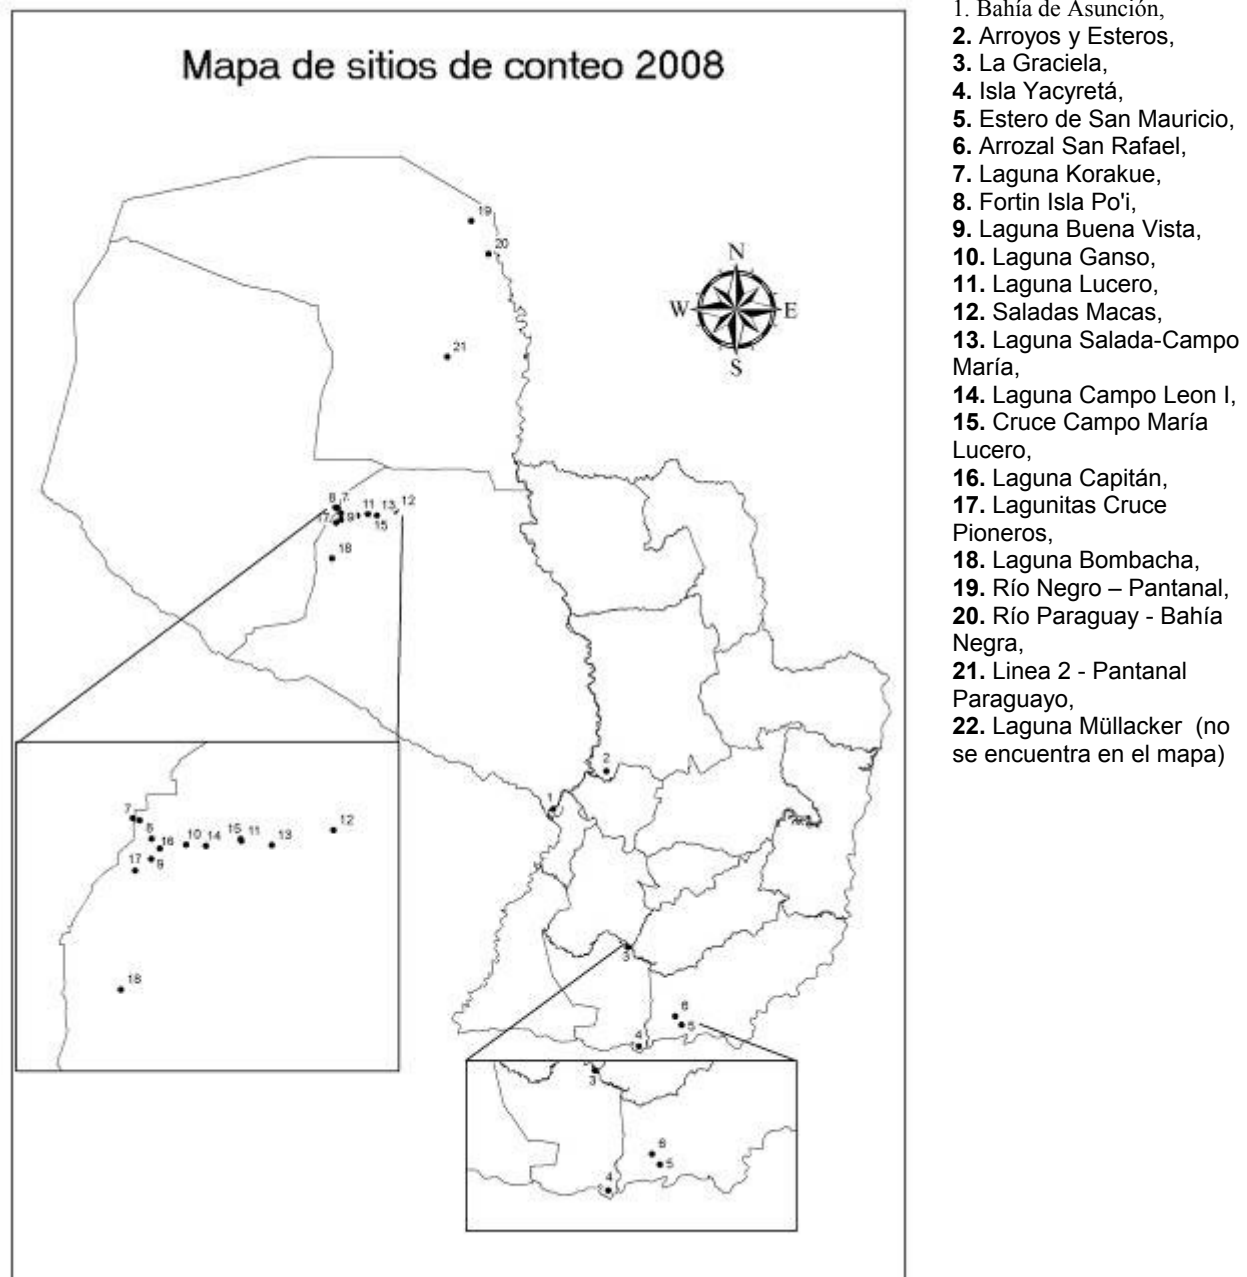 Mapa de sitios de conteo 2008
19
20
N
W
E
S
21
8
7
11
13
12
17
9
15
18
2
1
7
8
16
10
14
15
11
13
12
17
9
18
3
6
5
4
3
6
5
4
1. Bahía de Asunción,
2. Arroyos y Esteros,
3. La Graciela,
4. Isla Yacyretá,
5. Estero de San Mauricio,
6. Arrozal San Rafael,
7. Laguna Korakue,
8. Fortin Isla Po'i,
9. Laguna Buena Vista,
10. Laguna Ganso,
11. Laguna Lucero,
12. Saladas Macas,
13. Laguna Salada-Campo
María,
14. Laguna Campo Leon I,
15. Cruce Campo María
Lucero,
16. Laguna Capitán,
17. Lagunitas Cruce
Pioneros,
18. Laguna Bombacha,
19. Río Negro – Pantanal,
20. Río Paraguay - Bahía
Negra,
21. Linea 2 - Pantanal
Paraguayo,
22. Laguna Müllacker (no
se encuentra en el mapa)